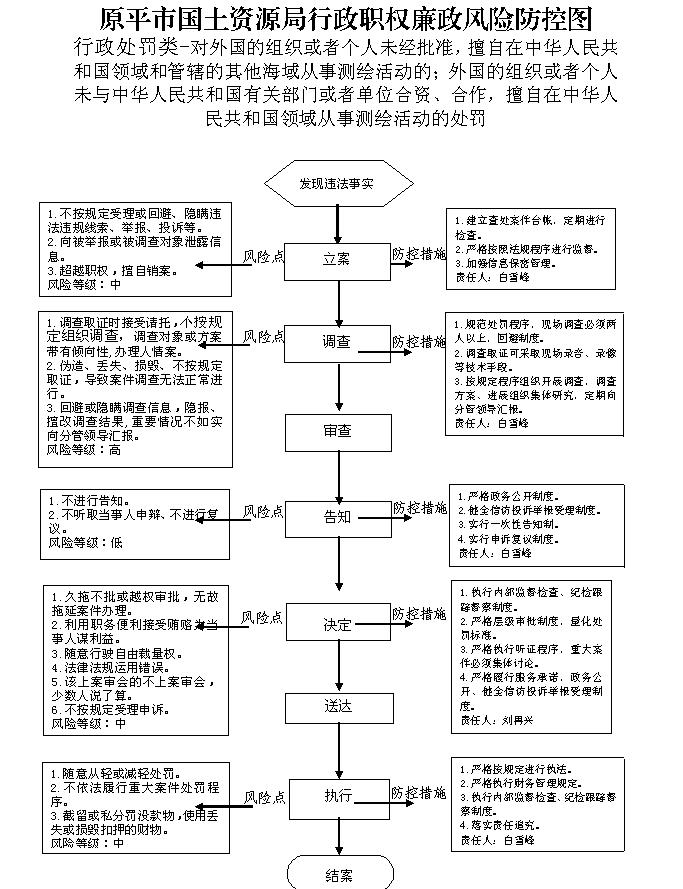 原平市国土资源局行政职权廉政风险防控图
行政处罚类-对外国的组织或者个人未经批准，擅自在中华人民共
和国领域和管辖的其他海域从事测绘活动的；外国的组织或者个人
未与中华人民共和国有关部门或者单位合资、合作，擅自在中华人
民共和国领域从事测绘活动的处罚
发现违法事实
1.不按规定受理或回避、隐瞒违
法违规线索、举报、投诉等。
2.向被举报或被调查对象泄露信
息。
3.超越职权，擅自销案。
风险等级：中
风险点
立案
防控措施
1.建立查处案件台帐，定期进行
检查。
2.严格按照法规程序进行监督。
3.加强信息保密管理。
责任人：白雪峰
1.调查取证时接受请托，不按规
定组织调查，调查对象或方案
带有倾向性，办理人情案。
2.伪造、丢失、损毁、不按规定
取证，导致案件调查无法正常进
行。
3.回避或隐瞒调查信息，隐报、
擅改调查结果，重要情况不如实
向分管领导汇报。
风险等级：高
风险点
调查
防控措施
1.规范处罚程序，现场调查必须两
人以上，回避制度。
2.调查取证可采取现场录音、录像
等技术手段。
3.按规定程序组织开展调查，调查
方案、进展组织集体研究，定期向
分管领导汇报。
责任人：白雪峰
审查
1.不进行告知。
2.不听取当事人申辩、不进行复
议。
风险等级：低
风险点
告知
防控措施
1.严格政务公开制度。
2.健全信访投诉举报受理制度。
3.实行一次性告知制。
4.实行申诉复议制度。
责任人：白雪峰
1.久拖不批或越权审批，无故
拖延案件办理。
2.利用职务便利接受贿赂为当
事人谋利益。
3.随意行驶自由裁量权。
4.法律法规运用错误。
5.该上案审会的不上案审会，
少数人说了算。
6.不按规定受理申诉。
风险等级：中
风险点
决定
防控措施
1.执行内部监督检查、纪检跟
踪督察制度。
2.严格层级审批制度，量化处
罚标准。
3.严格执行听证程序，重大案
件必须集体讨论。
4.严格履行服务承诺，政务公
开、健全信访投诉举报受理制
度。
责任人：刘再兴
送达
1.随意从轻或减轻处罚。
2.不依法履行重大案件处罚程
序。
3.截留或私分罚没款物，使用丢
失或损毁扣押的财物。
风险等级：中
风险点
执行
防控措施
1.严格按规定进行执法。
2.严格执行财务管理规定。
3.执行内部监督检查、纪检跟踪督
察制度。
4.落实责任追究。
责任人：白雪峰
结案